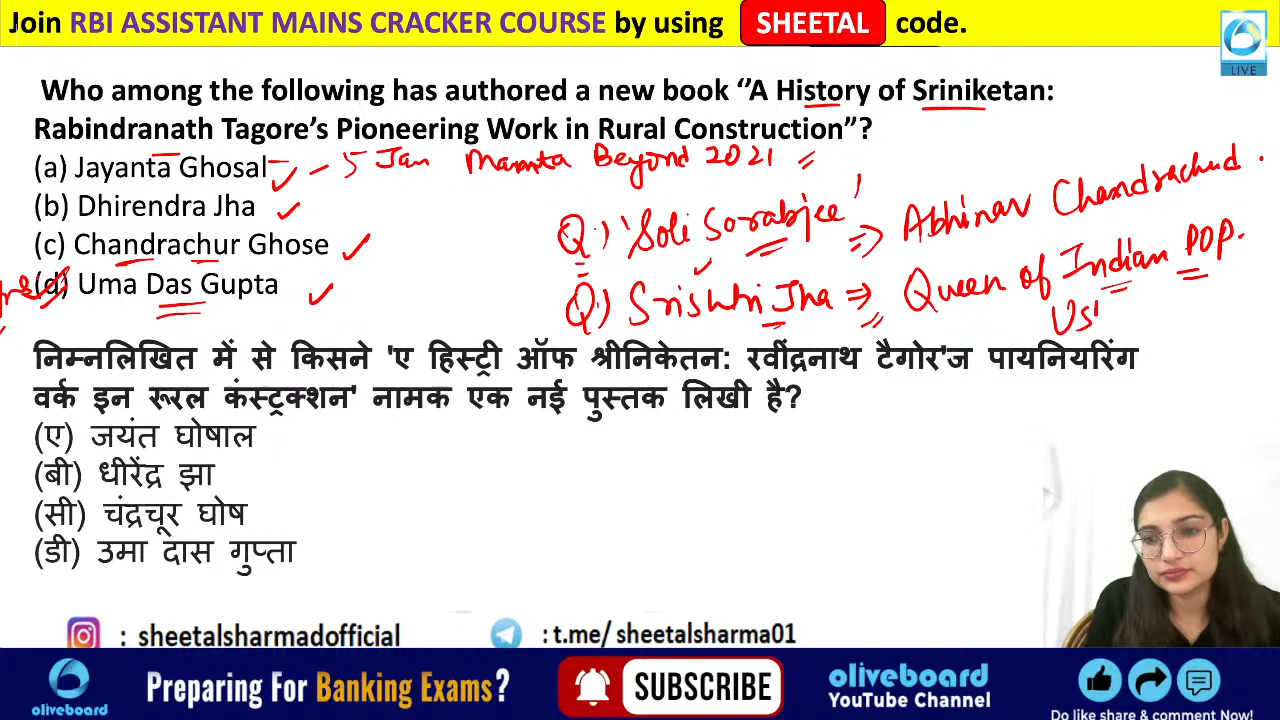 Join RBI ASSISTANT MAINS CRACKER COURSE by using SHEETAL code.
LIVE
Who among the following has authored a new book ‘’A History of Sriniketan:
Rabindranath Tagore’s Pioneering Work in Rural Construction”?
(a) Jayanta Ghosal - 5 Jan Mamta Beyond 2021
(b) Dhirendra Jha
Q.) 'Soli Sorabjee' => Abhinav Chandrachud.
(c) Chandrachur Ghose
(d) Uma Das Gupta
Q.) Srishti Jha => Queen of Indian POP.
निम्नलिखित में से किसने 'ए हिस्ट्री ऑफ श्रीनिकेतन: रवींद्रनाथ टैगोर'ज पायनियरिंग
वर्क इन रूरल कंस्ट्रक्शन' नामक एक नई पुस्तक लिखी है?
(ए) जयंत घोषाल
(बी) धीरेंद्र झा
(सी) चंद्रचूर घोष
(डी) उमा दास गुप्ता
: sheetalsharmadofficial : t.me/ sheetalsharma01
oliveboard
Preparing For Banking Exams?
SUBSCRIBE
oliveboard
YouTube Channel
Do like share & comment Now!